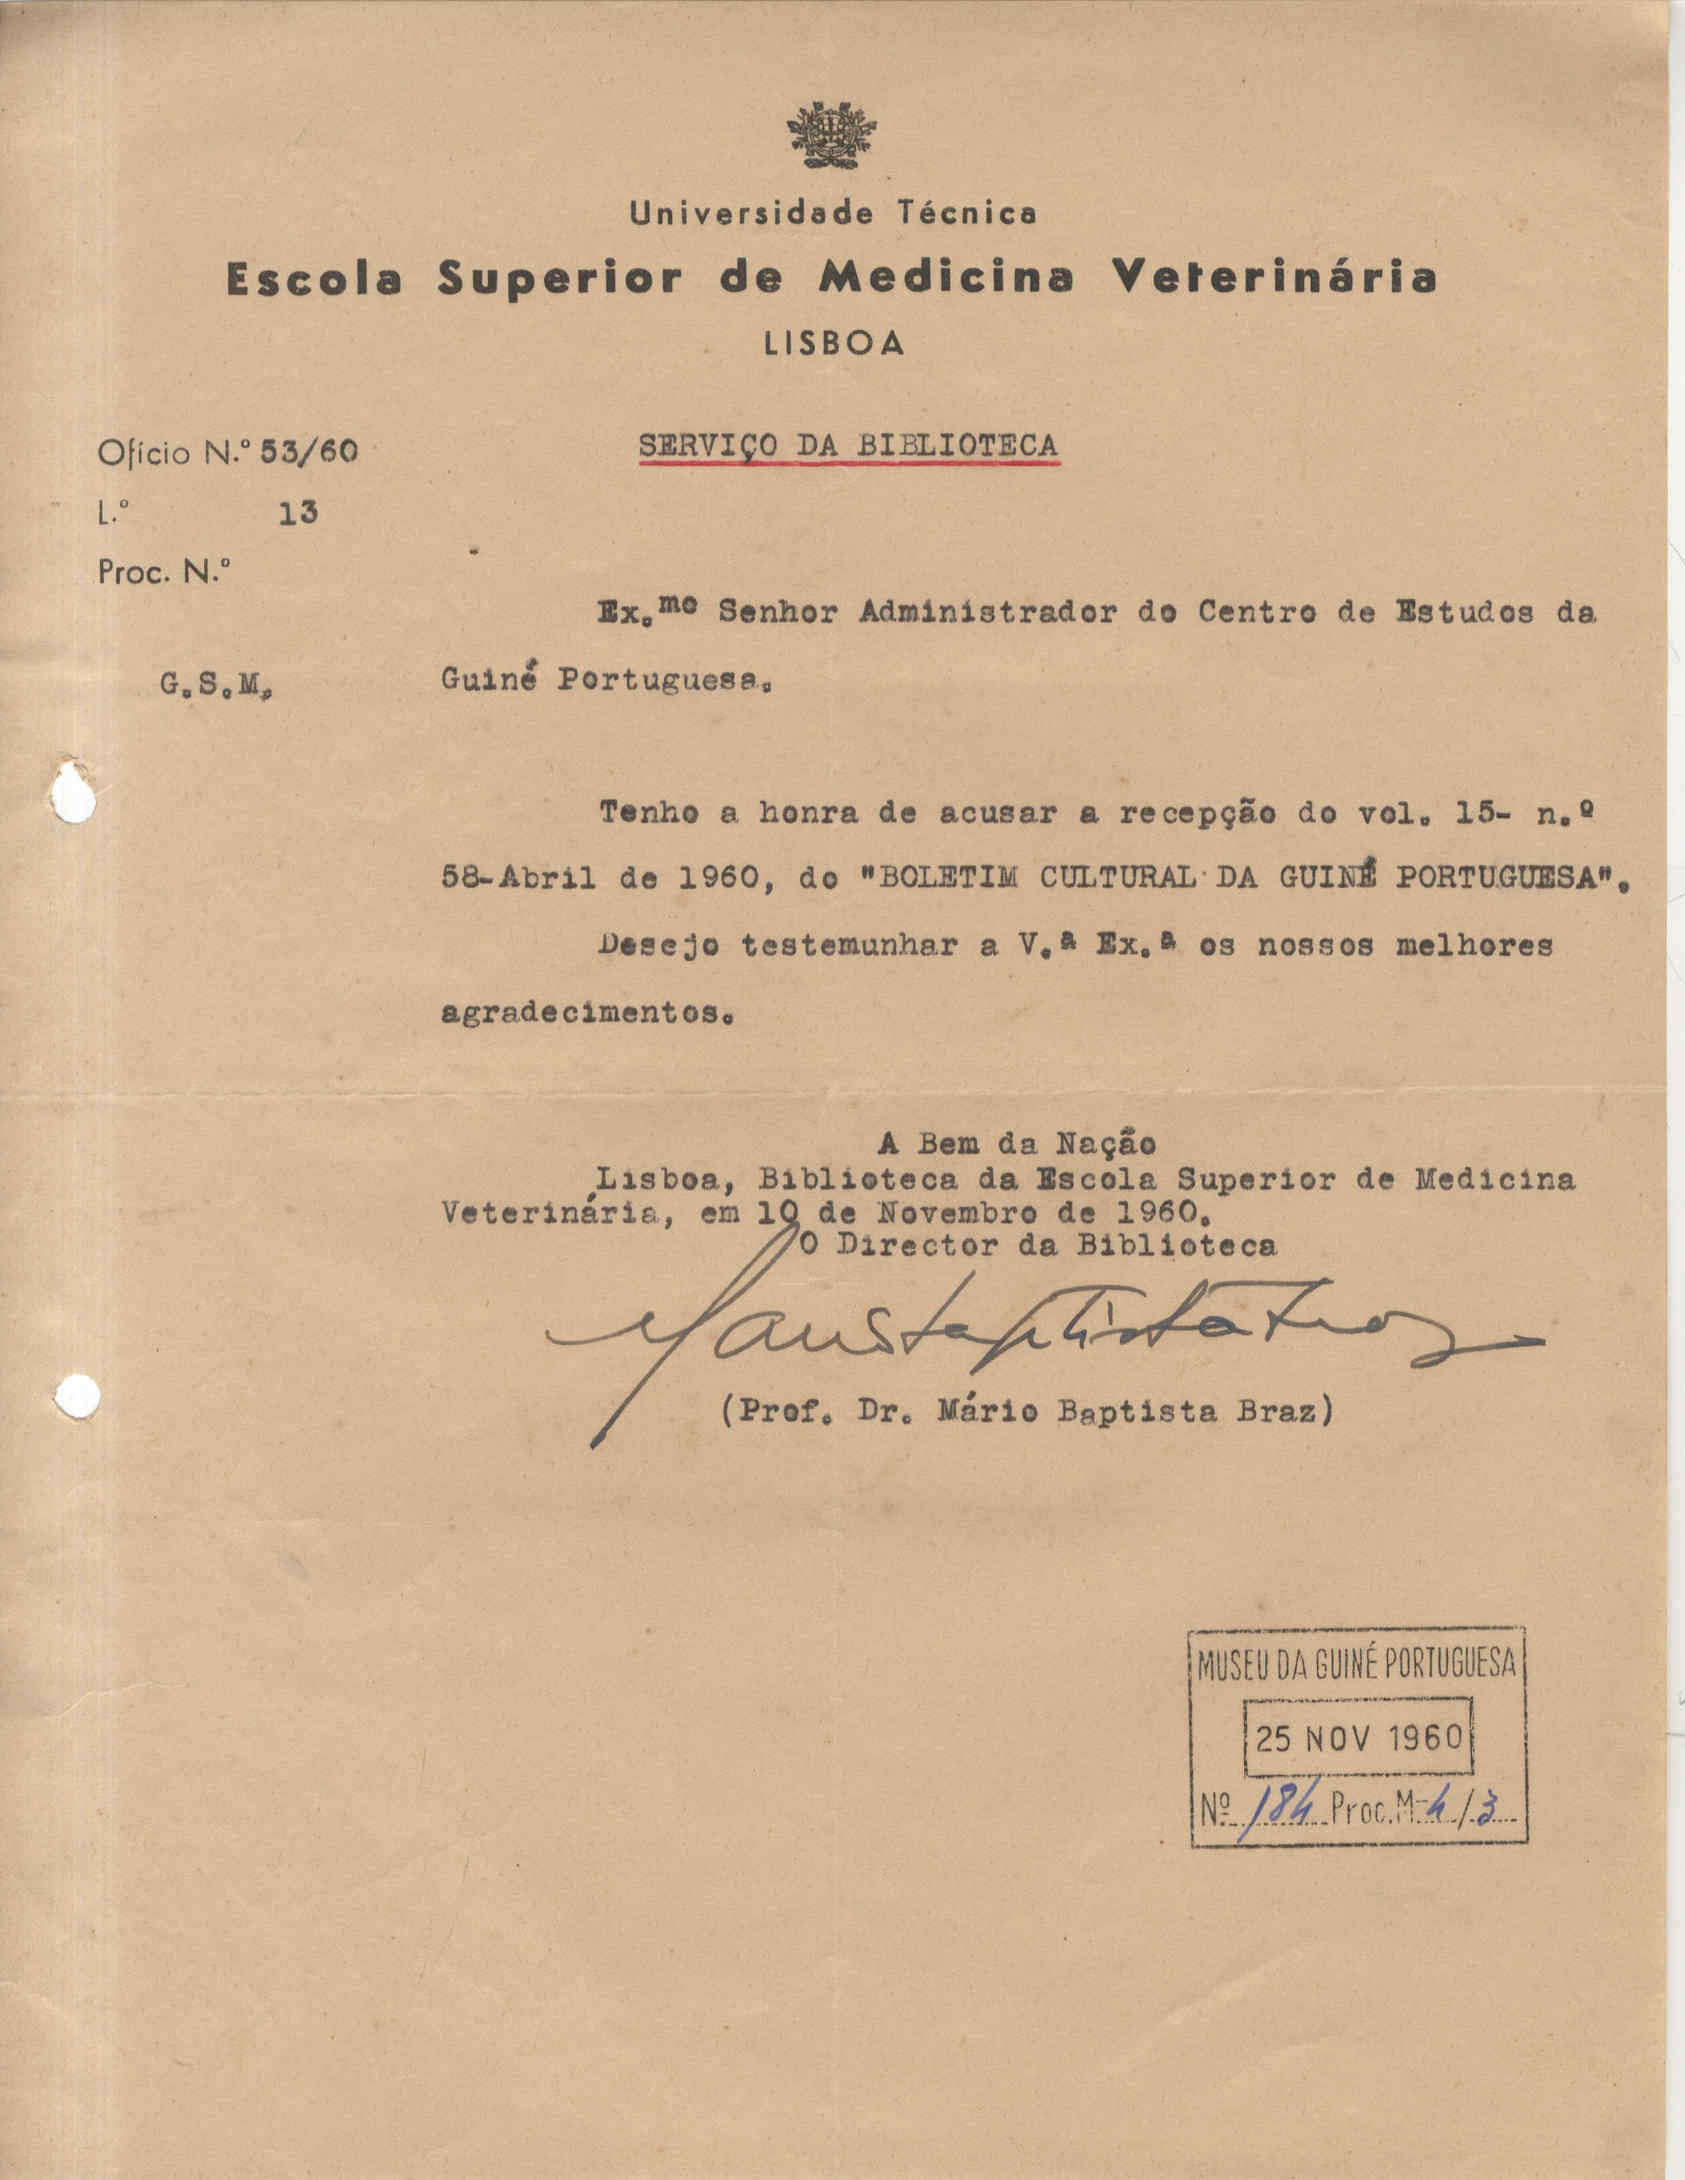 Universidade Técnica
Escola Superior de Medicina Veterinária
LISBOA
Ofício N.º 53/60
SERVIÇO DA BIBLIOTECA
L.º 13
Proc. N.º
Ex.mo Senhor Administrador do Centro de Estudos da
G.S.M.
Guiné Portuguesa.
Tenho a honra de acusar a recepção do vol. 15- n.º
58-Abril de 1960, do "BOLETIM CULTURAL DA GUINÉ PORTUGUESA".
Desejo testemunhar a V.ª Ex.ª os nossos melhores
agradecimentos.
A Bem da Nação
Lisboa, Biblioteca da Escola Superior de Medicina
Veterinária, em 10 de Novembro de 1960.
O Director da Biblioteca
(Prof. Dr. Mário Baptista Braz)
MUSEU DA GUINÉ PORTUGUESA
25 NOV 1960
Nº 184 Proc. M-4/3